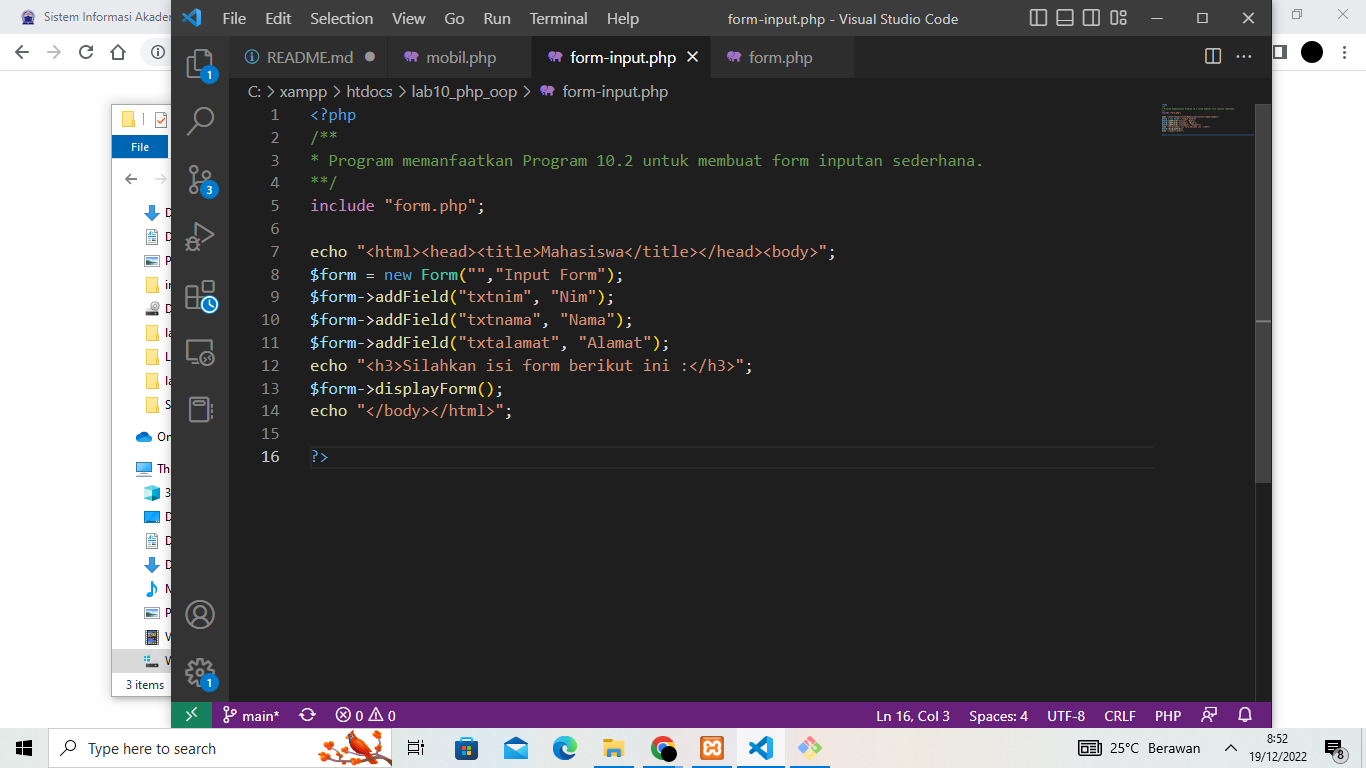 Sistem Informasi Akader
File Edit Selection View Go Run Terminal Help
form-input.php - Visual Studio Code
README.md
mobil.php
form-input.php
form.php
C: > xampp > htdocs > lab10_php_oop > form-input.php
File
3 items
1
3
1
1 <?php
2 /**
3 * Program memanfaatkan Program 10.2 untuk membuat form inputan sederhana.
4 **/
5 include "form.php";
6
7 echo "<html><head><title>Mahasiswa</title></head><body>";
8 $form = new Form("","Input Form");
9 $form->addField("txtnim", "Nim");
10 $form->addField("txtnama", "Nama");
11 $form->addField("txtalamat", "Alamat");
12 echo "<h3>Silahkan isi form berikut ini :</h3>";
13 $form->displayForm();
14 echo "</body></html>";
15
16 ?>
main* 0 0
Ln 16, Col 3 Spaces: 4 UTF-8 CRLF PHP
Type here to search
25°C Berawan
8:52
19/12/2022
8